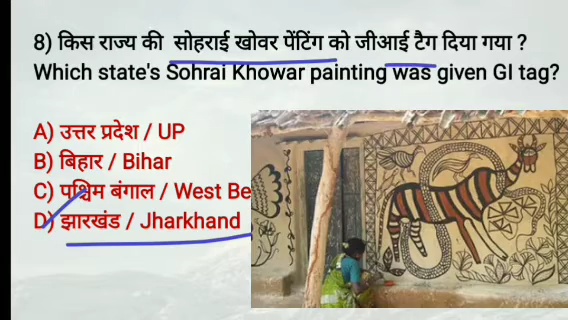 8) किस राज्य की सोहराई खोवर पेंटिंग को जीआई टैग दिया गया ?
Which state's Sohrai Khowar painting was given GI tag?
A) उत्तर प्रदेश / UP
B) बिहार / Bihar
C) पश्चिम बंगाल / West Be
D) झारखंड / Jharkhand